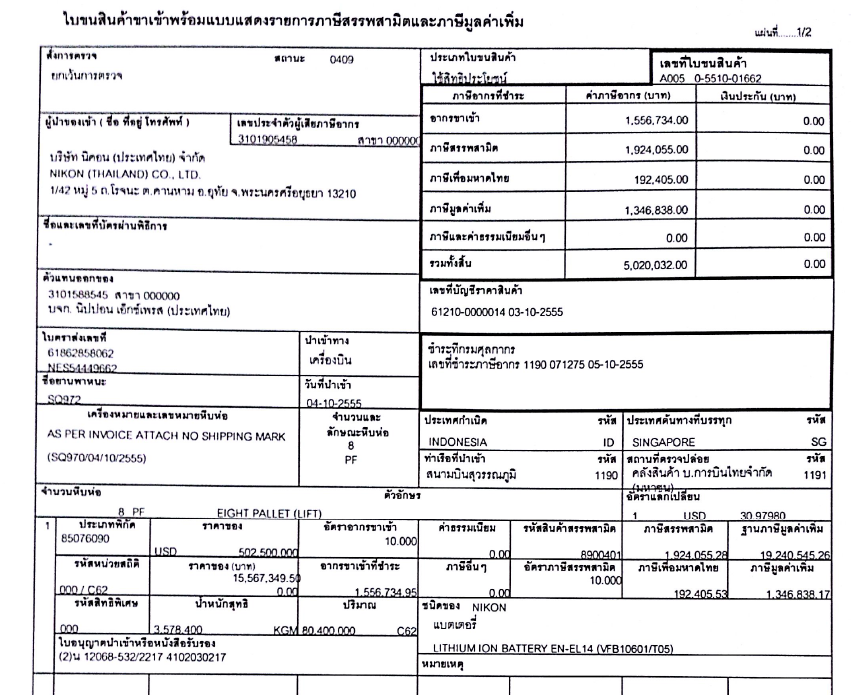 ใบขนสินค้าขาเข้าพร้อมแบบแสดงรายการภาษีสรรพสามิตและภาษีมูลค่าเพิ่ม
แผ่นที่.......1/2
สั่งการตรวจ สถานะ 0409
ยกเว้นการตรวจ
ประเภทใบขนสินค้า
ใช้สิทธิประโยชน์
เลขที่ใบขนสินค้า
A005 0-5510-01662
ภาษีอากรที่ชำระ ค่าภาษีอากร (บาท) เงินประกัน (บาท)
อากรขาเข้า 1,556,734.00 0.00
ภาษีสรรพสามิต 1,924,055.00 0.00
ภาษีเพื่อมหาดไทย 192,405.00 0.00
ภาษีมูลค่าเพิ่ม 1,346,838.00 0.00
ภาษีและค่าธรรมเนียมอื่นๆ 0.00 0.00
รวมทั้งสิ้น 5,020,032.00 0.00
ผู้นำของเข้า ( ชื่อ ที่อยู่ โทรศัพท์ ) เลขประจำตัวผู้เสียภาษีอากร
3101905458 สาขา 000000
บริษัท นิคอน (ประเทศไทย) จำกัด
NIKON (THAILAND) CO., LTD.
1/42 หมู่ 5 ถ.โรจนะ ต.คานหาม อ.อุทัย จ.พระนครศรีอยุธยา 13210
ชื่อและเลขที่บัตรผ่านพิธีการ
-
ตัวแทนออกของ
3101588545 สาขา 000000
บจก. นิปปอน เอ็กซ์เพรส (ประเทศไทย)
เลขที่บัญชีราคาสินค้า
61210-0000014 03-10-2555
ใบตราส่งเลขที่
61862858062
NES54449662
นำเข้าทาง
เครื่องบิน
ชื่อยานพาหนะ
SQ972
วันที่นำเข้า
04-10-2555
ชำระที่กรมศุลกากร
เลขที่ชำระภาษีอากร 1190 071275 05-10-2555
เครื่องหมายและเลขหมายหีบห่อ
AS PER INVOICE ATTACH NO SHIPPING MARK
(SQ970/04/10/2555)
จำนวนและ
ลักษณะหีบห่อ
8
PF
ประเทศกำเนิด รหัส
INDONESIA ID
ประเทศต้นทางที่บรรทุก รหัส
SINGAPORE SG
ท่าเรือที่นำเข้า รหัส
สนามบินสุวรรณภูมิ 1190
สถานที่ตรวจปล่อย รหัส
คลังสินค้า บ.การบินไทยจำกัด 1191
(มหาชน)
จำนวนหีบห่อ ตัวอักษร
8 PF EIGHT PALLET (LIFT)
อัตราแลกเปลี่ยน
1 USD 30.97980
1 ประเภทพิกัด ราคาของ อัตราอากรขาเข้า ค่าธรรมเนียม รหัสสินค้าสรรพสามิต ภาษีสรรพสามิต ฐานภาษีมูลค่าเพิ่ม
85076090 USD 502,500.000 10.000 0.00 8900401 1,924,055.28 19,240,545.26
รหัสหน่วยสถิติ ราคาของ (บาท) อากรขาเข้าที่ชำระ ภาษีอื่นๆ อัตราภาษีสรรพสามิต ภาษีเพื่อมหาดไทย ภาษีมูลค่าเพิ่ม
15,567,349.50 10.000
000 / C62 0.00 1,556,734.95 0.00 192,405.53 1,346,838.17
รหัสสิทธิพิเศษ น้ำหนักสุทธิ ปริมาณ
000 3,578.400 KGM 80,400.000 C62
ชนิดของ NIKON
แบตเตอรี่
LITHIUM ION BATTERY EN-EL14 (VFB10601/T05)
ใบอนุญาตนำเข้าหรือหนังสือรับรอง
(2)น 12068-532/2217 4102030217
หมายเหตุ